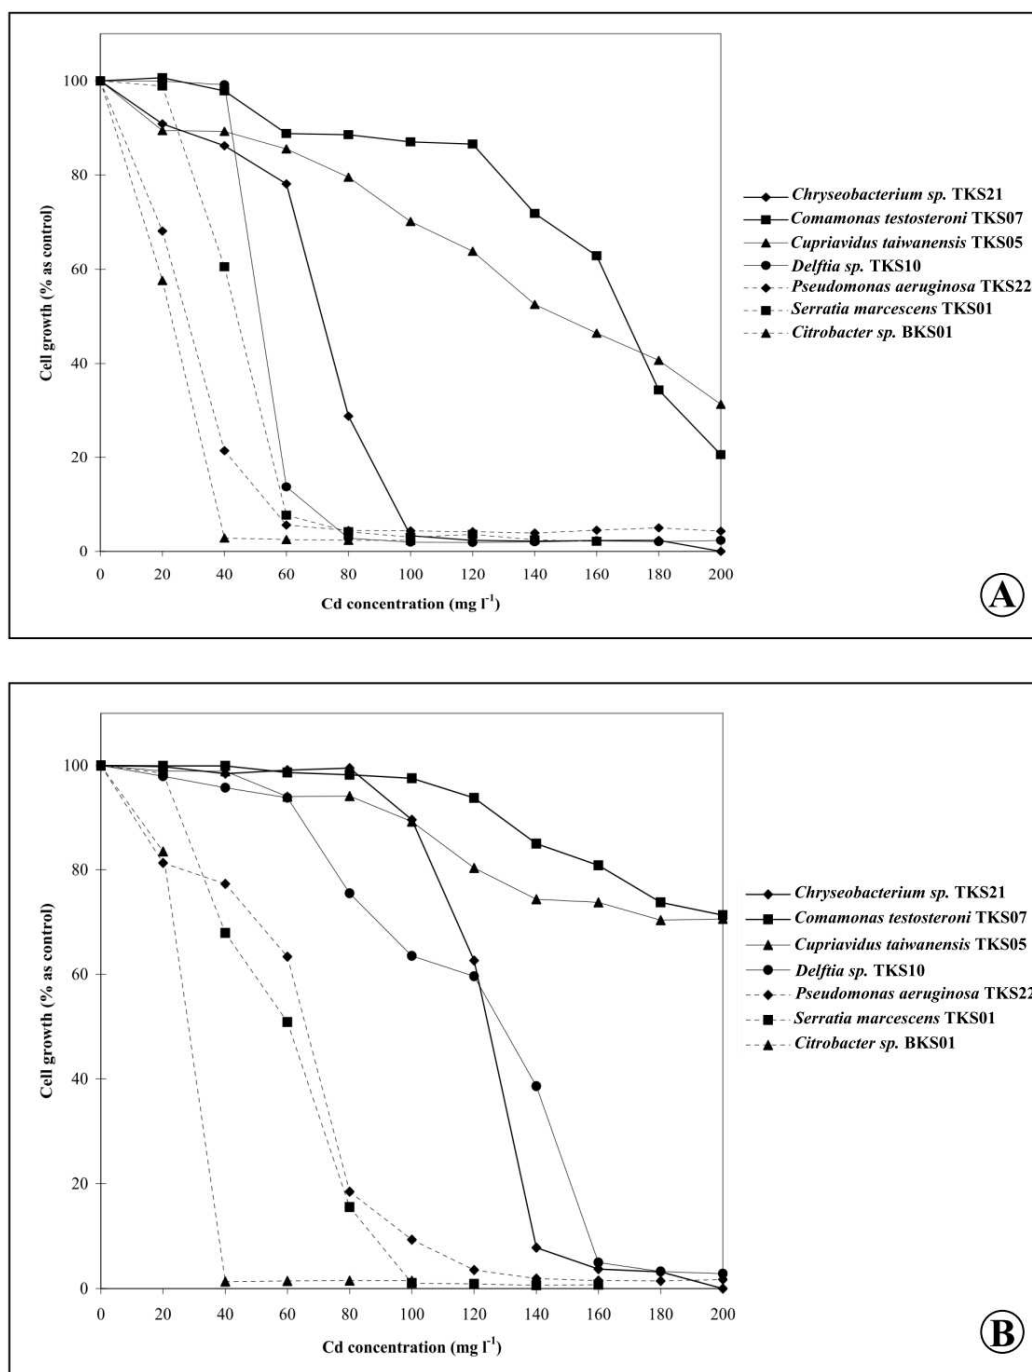 100
80
60
40
20
0
Cell growth (% as control)
0 20 40 60 80 100 120 140 160 180 200
Cd concentration (mg l⁻¹)
Chryseobacterium sp. TKS21
Comamonas testosteroni TKS07
Cupriavidus taiwanensis TKS05
Delftia sp. TKS10
Pseudomonas aeruginosa TKS22
Serratia marcescens TKS01
Citrobacter sp. BKS01
A
100
80
60
40
20
0
Cell growth (% as control)
0 20 40 60 80 100 120 140 160 180 200
Cd concentration (mg l⁻¹)
Chryseobacterium sp. TKS21
Comamonas testosteroni TKS07
Cupriavidus taiwanensis TKS05
Delftia sp. TKS10
Pseudomonas aeruginosa TKS22
Serratia marcescens TKS01
Citrobacter sp. BKS01
B